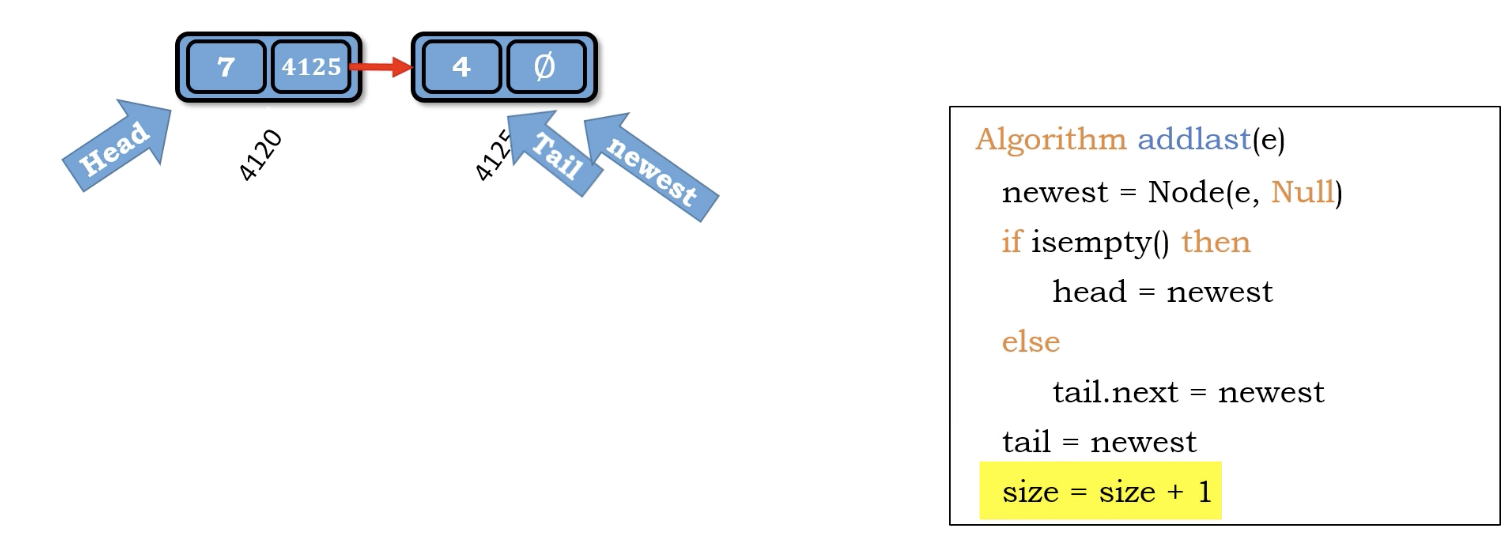 7 4125 4 Ø
Head
4120
4125
Tail
newest
Algorithm addlast(e)
newest = Node(e, Null)
if isempty() then
head = newest
else
tail.next = newest
tail = newest
size = size + 1